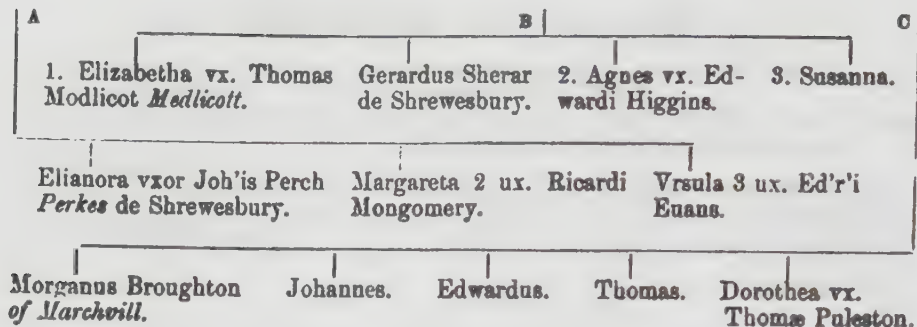 A B C
1. Elizabetha vx. Thomas Gerardus Sherar 2. Agnes vx. Ed- 3. Susanna.
Modlicot Medlicott. de Shrewesbury. wardi Higgins.
Elianora vxor Joh'is Perch Margareta 2 ux. Ricardi Vrsula 3 ux. Ed'r'i
Perkes de Shrewesbury. Mongomery. Euans.
Morganus Broughton Johannes. Edwardus. Thomas. Dorothea vx.
of Marchvill. Thomæ Puleston.